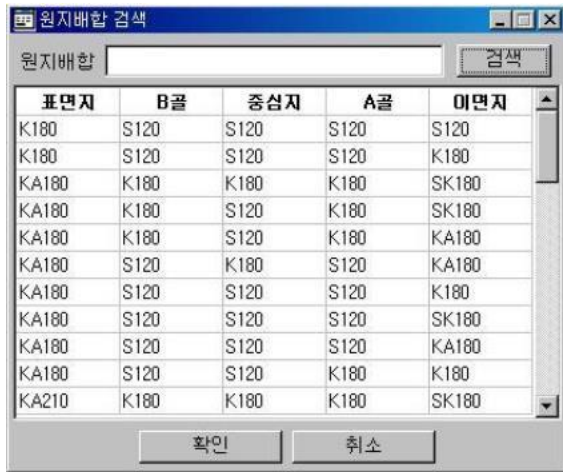 원지배합 검색
원지배합 검색
표면지 B골 중심지 A골 이면지
K180 S120 S120 S120 S120
K180 S120 S120 S120 K180
KA180 K180 K180 K180 SK180
KA180 K180 S120 K180 SK180
KA180 K180 S120 K180 KA180
KA180 S120 K180 S120 KA180
KA180 S120 S120 S120 K180
KA180 S120 S120 S120 SK180
KA180 S120 S120 S120 KA180
KA180 S120 S120 K180 K180
KA210 K180 K180 K180 SK180
확인 취소